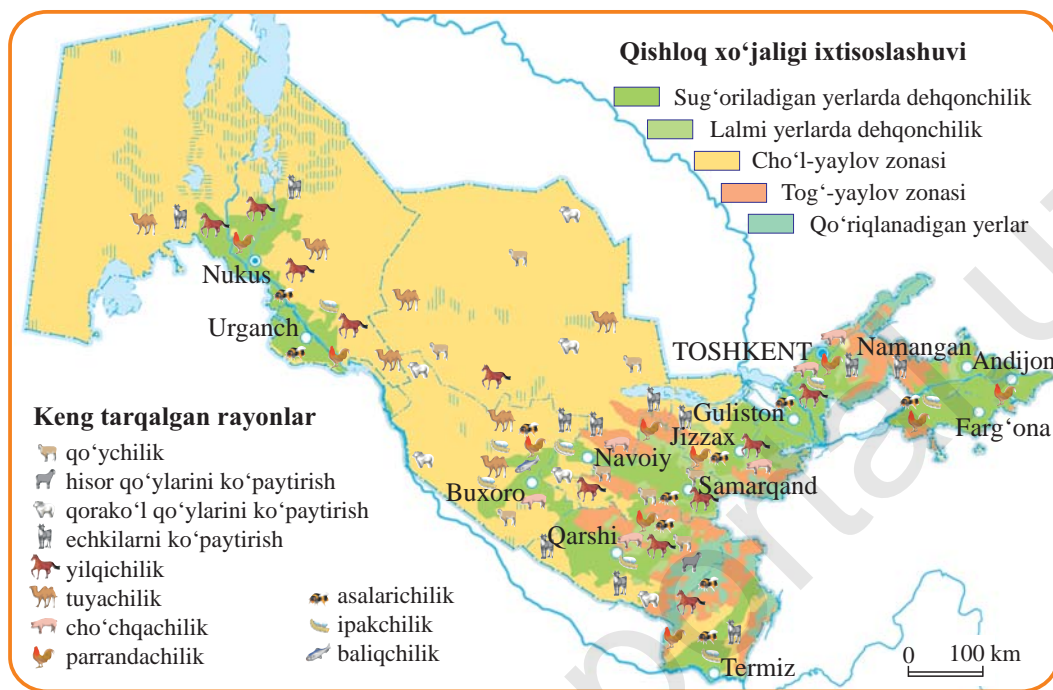 Qishloq xo‘jaligi ixtisoslashuvi
Sug‘oriladigan yerlarda dehqonchilik
Lalmi yerlarda dehqonchilik
Cho‘l-yaylov zonasi
Tog‘-yaylov zonasi
Qo‘riqlanadigan yerlar
Nukus
Urganch
TOSHKENT
Namangan
Andijon
Guliston
Farg‘ona
Jizzax
Navoiy
Samarqand
Buxoro
Qarshi
Termiz
Keng tarqalgan rayonlar
qo‘ychilik
hisor qo‘ylarini ko‘paytirish
qorako‘l qo‘ylarini ko‘paytirish
echkilarni ko‘paytirish
yilqichilik
tuyachilik
cho‘chqachilik
parrandachilik
asalarichilik
ipakchilik
baliqchilik
0 100 km